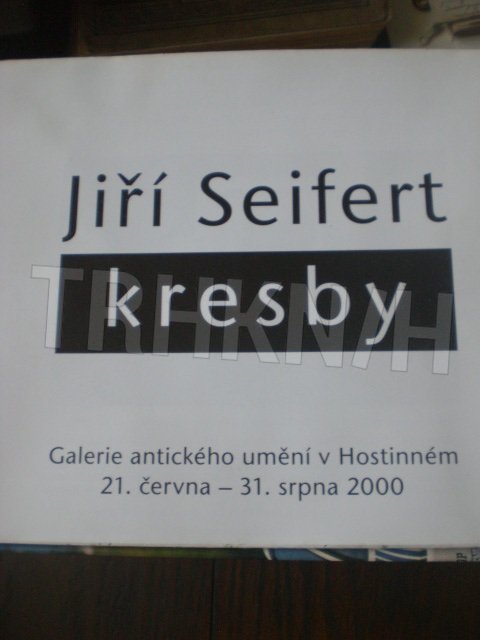 Jiří Seifert
kresby
TRHKNIH
Galerie antického umění v Hostinném
21. června – 31. srpna 2000